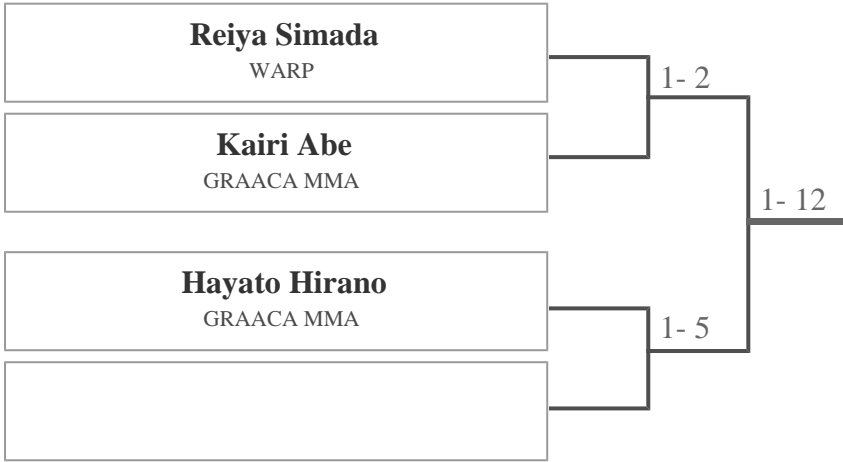 Reiya Simada
WARP
1- 2
Kairi Abe
GRAACA MMA
1- 12
Hayato Hirano
GRAACA MMA
1- 5